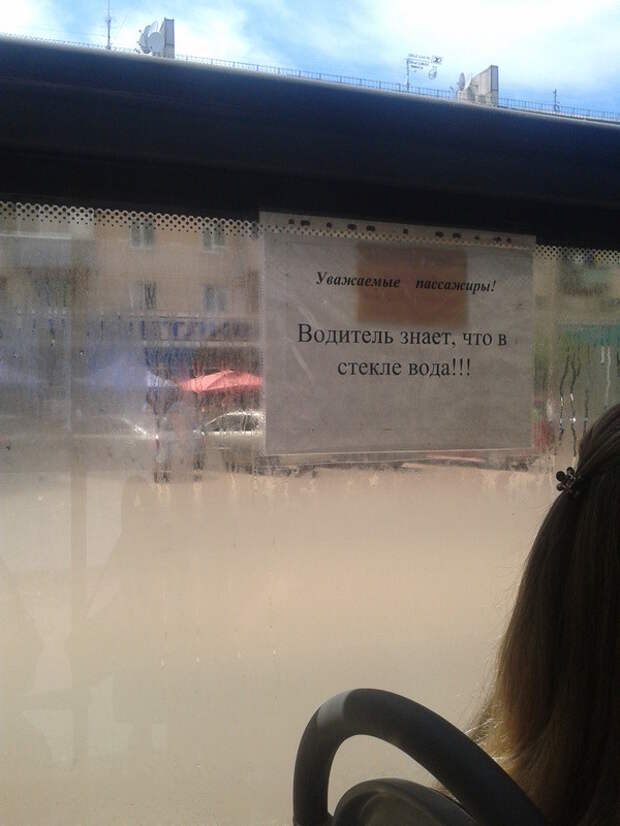 Уважаемые пассажиры!
Водитель знает, что в
стекле вода!!!